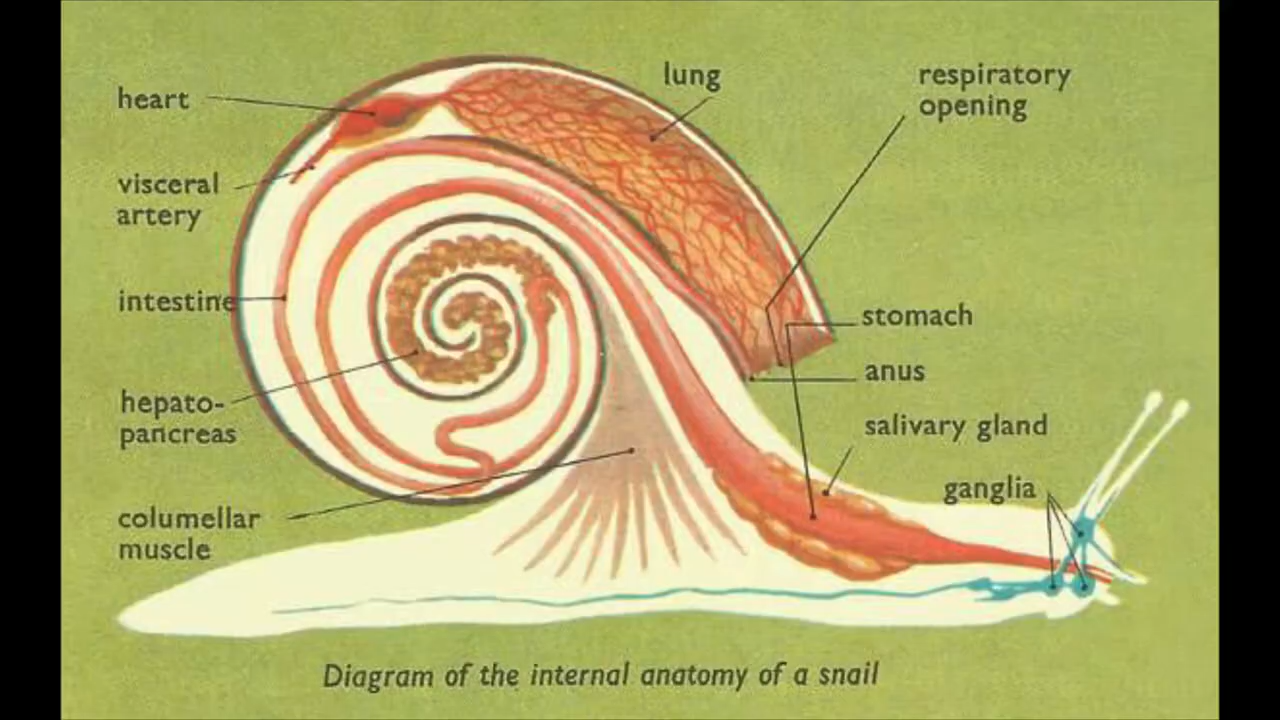 heart
visceral
artery
intestine
hepato-
pancreas
columellar
muscle
lung
respiratory
opening
stomach
anus
salivary gland
ganglia
Diagram of the internal anatomy of a snail